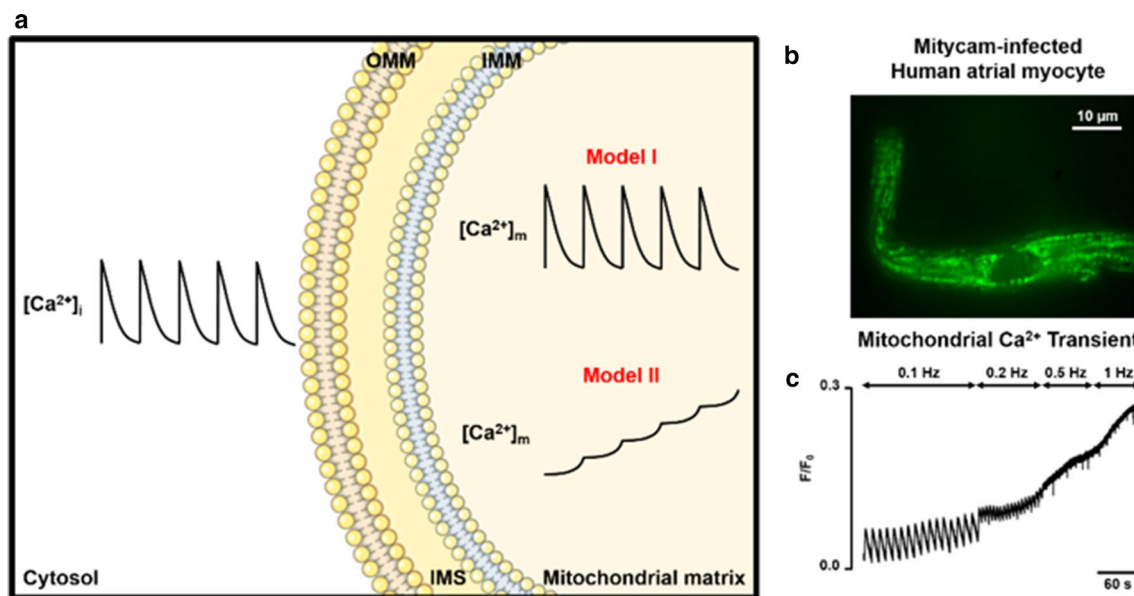 a
OMM
IMM
Model I
[Ca²⁺]ₘ
[Ca²⁺]ᵢ
Model II
[Ca²⁺]ₘ
Cytosol
IMS
Mitochondrial matrix
b
Mitycam-infected
Human atrial myocyte
10 µm
Mitochondrial Ca²⁺ Transient
c
0.1 Hz
0.2 Hz
0.5 Hz
1 Hz
0.3
F/F₀
0.0
60 s